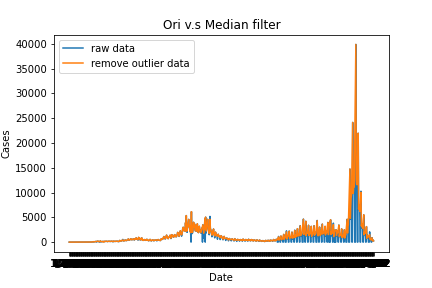 Ori v.s Median filter
raw data
remove outlier data
40000
35000
30000
25000
20000
15000
10000
5000
0
Cases
Date